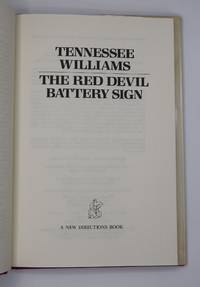 TENNESSEE
WILLIAMS
THE RED DEVIL
BATTERY SIGN
A NEW DIRECTIONS BOOK